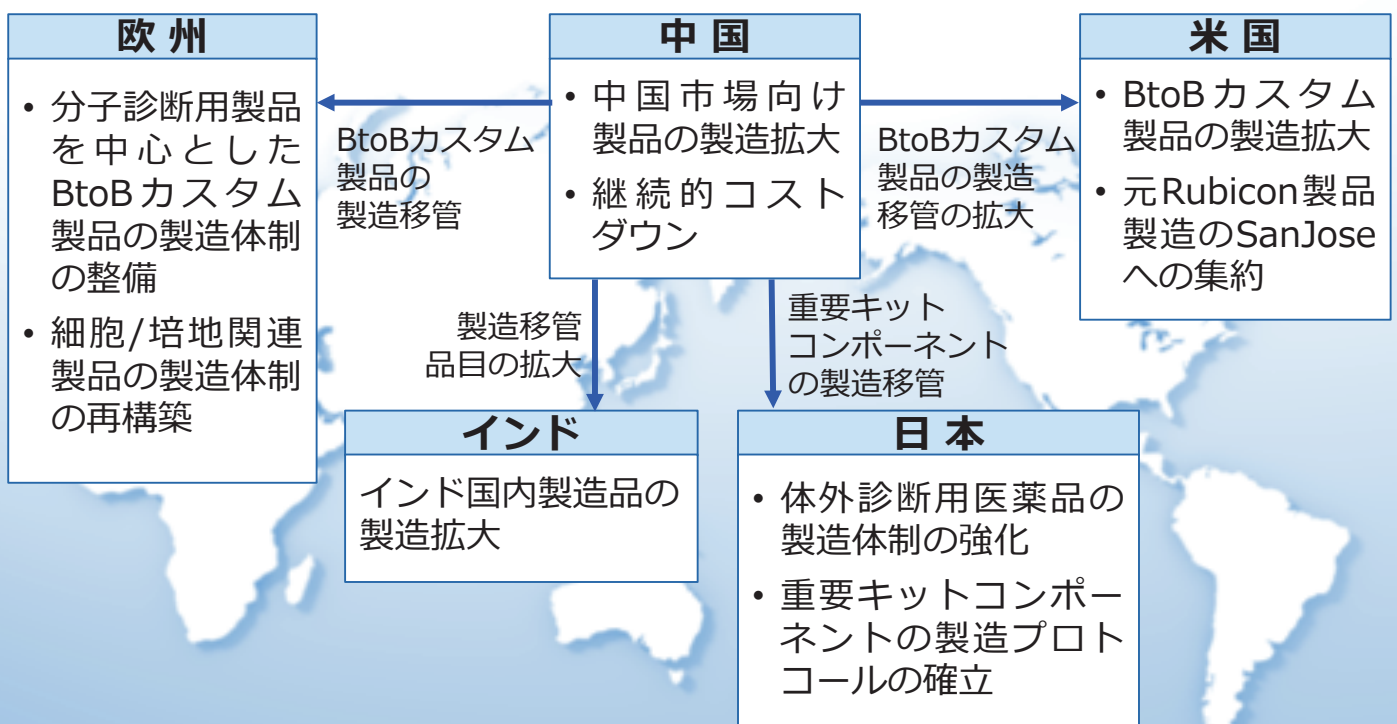 欧 州
• 分子診断用製品
を中心とした
BtoBカスタム
製品の製造体制
の整備
• 細胞/培地関連
製品の製造体制
の再構築
BtoBカスタム
製品の
製造移管
中 国
• 中国市場向け
製品の製造拡大
• 継続的コスト
ダウン
BtoBカスタム
製品の製造
移管の拡大
米 国
• BtoBカスタム
製品の製造拡大
• 元Rubicon製品
製造のSanJose
への集約
製造移管
品目の拡大
重要キット
コンポーネント
の製造移管
インド
インド国内製造品の
製造拡大
日 本
• 体外診断用医薬品の
製造体制の強化
• 重要キットコンポー
ネントの製造プロト
コールの確立